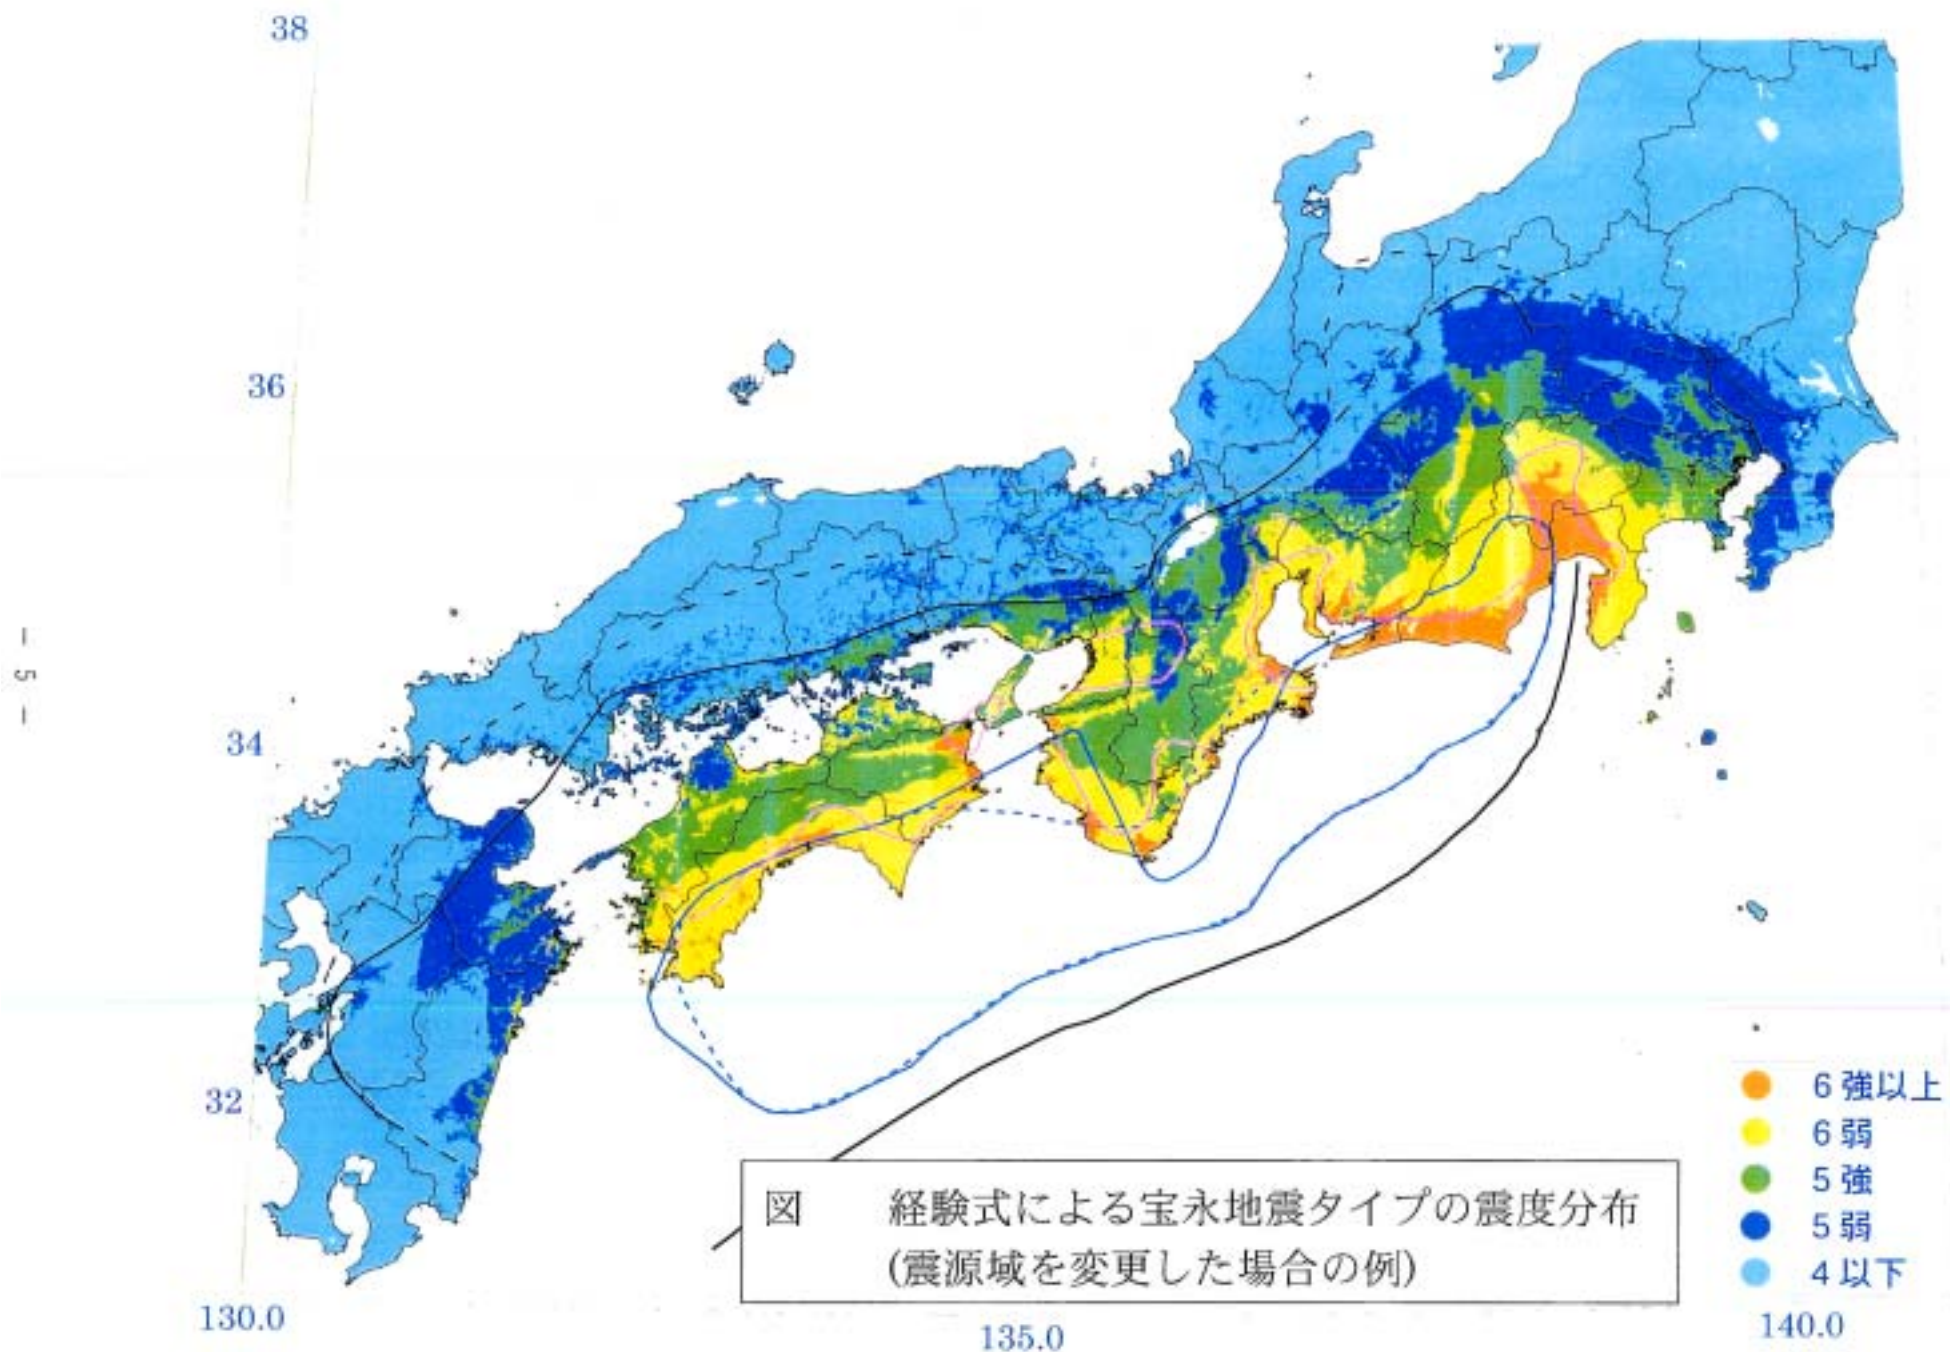 38
36
34
32
130.0
135.0
140.0
— 5 —
6強以上
6弱
5強
5弱
4以下
図 経験式による宝永地震タイプの震度分布
(震源域を変更した場合の例)